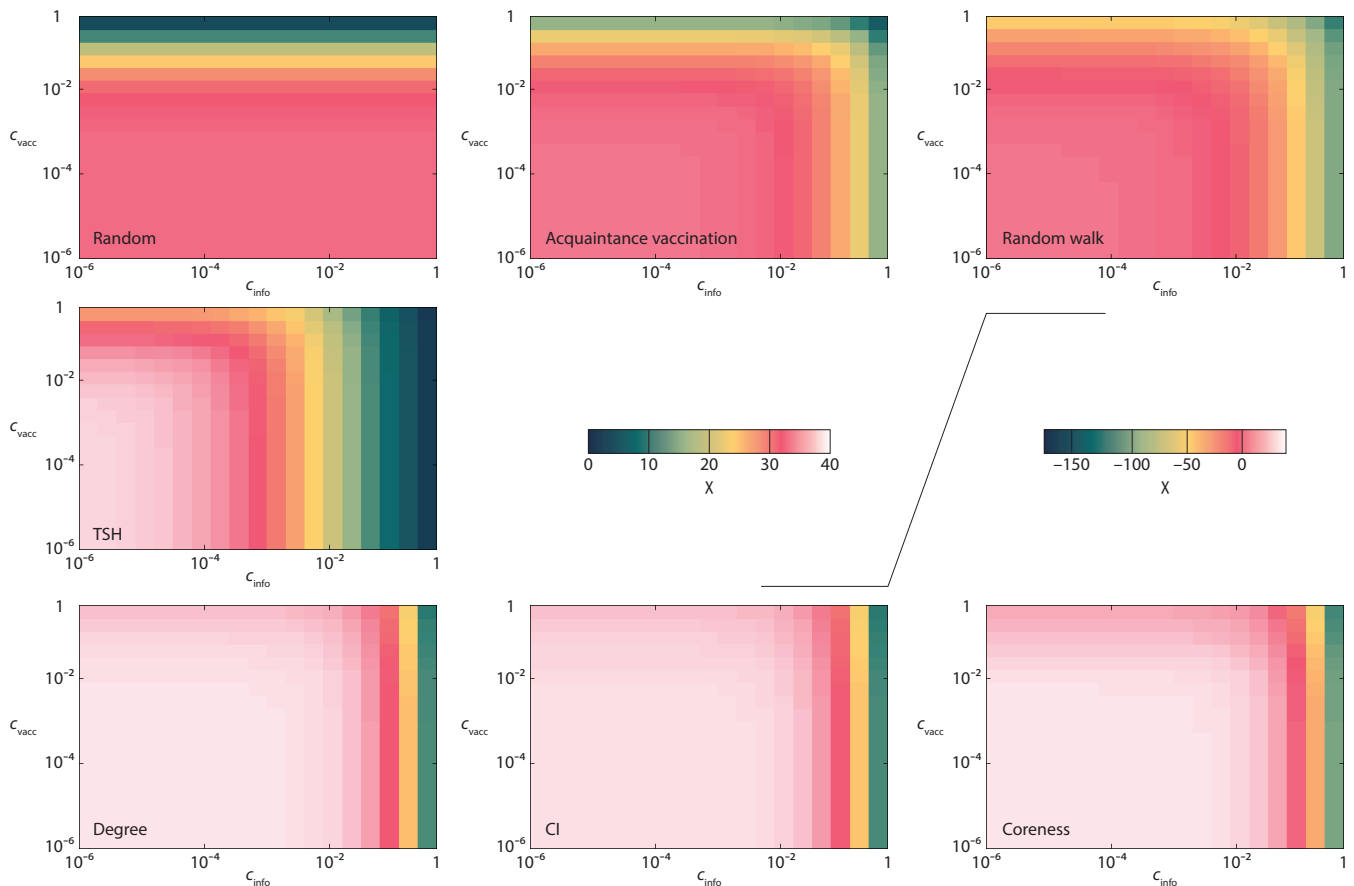 1
10⁻²
c_vacc
10⁻⁴
Random
10⁻⁶
10⁻⁶ 10⁻⁴ 10⁻² 1
c_info
1
10⁻²
c_vacc
10⁻⁴
Acquaintance vaccination
10⁻⁶
10⁻⁶ 10⁻⁴ 10⁻² 1
c_info
1
10⁻²
c_vacc
10⁻⁴
Random walk
10⁻⁶
10⁻⁶ 10⁻⁴ 10⁻² 1
c_info
1
10⁻²
c_vacc
10⁻⁴
TSH
10⁻⁶
10⁻⁶ 10⁻⁴ 10⁻² 1
c_info
0 10 20 30 40
χ
−150 −100 −50 0
χ
1
10⁻²
c_vacc
10⁻⁴
Degree
10⁻⁶
10⁻⁶ 10⁻⁴ 10⁻² 1
c_info
1
10⁻²
c_vacc
10⁻⁴
CI
10⁻⁶
10⁻⁶ 10⁻⁴ 10⁻² 1
c_info
1
10⁻²
c_vacc
10⁻⁴
Coreness
10⁻⁶
10⁻⁶ 10⁻⁴ 10⁻² 1
c_info